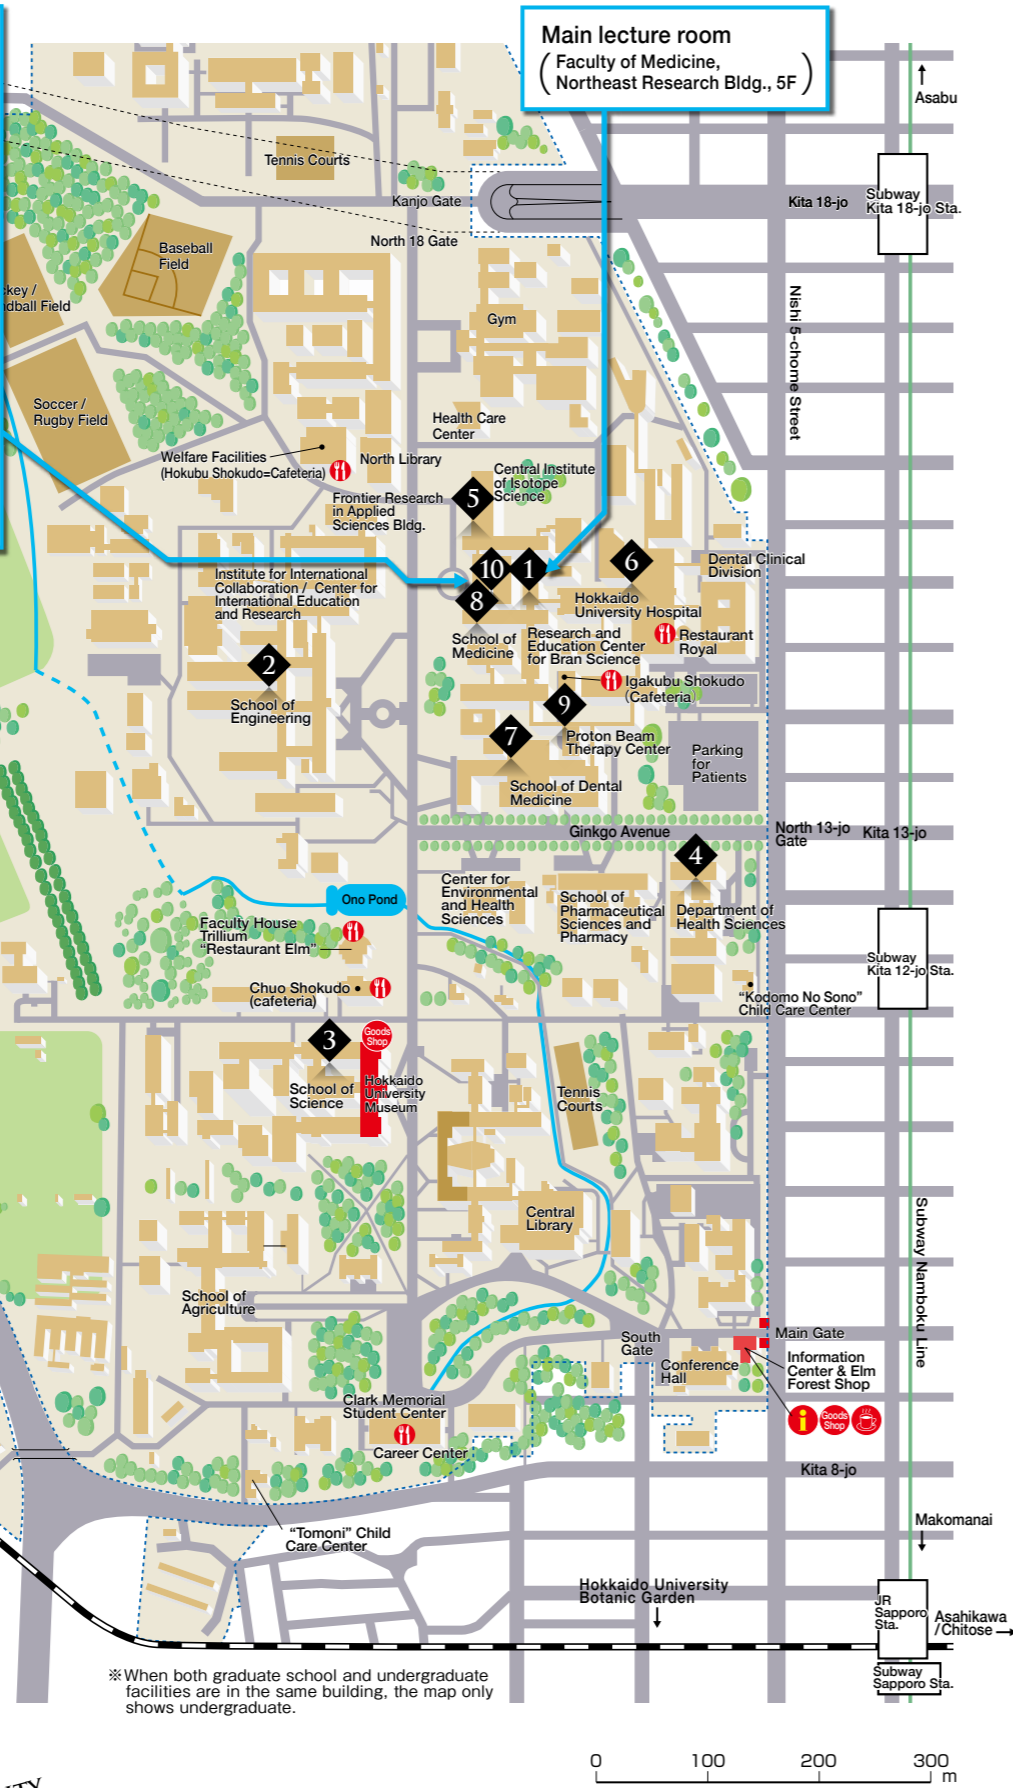 Main lecture room
( Faculty of Medicine,
Northeast Research Bldg., 5F )
Asabu
Tennis Courts
Kanjo Gate
Kita 18-jo
Subway
Kita 18-jo Sta.
North 18 Gate
Baseball
Field
ckey /
dball Field
Nishi 5-chome Street
Gym
Soccer /
Rugby Field
Health Care
Center
Welfare Facilities
(Hokubu Shokudo=Cafeteria)
North Library
Central Institute
of Isotope
Science
Frontier Research
in Applied
Sciences Bldg.
5
10
1
6
8
Dental Clinical
Division
Institute for International
Collaboration / Center for
International Education
and Research
Hokkaido
University Hospital
School of
Medicine
Research and
Education Center
for Bran Science
Restaurant
Royal
2
School of
Engineering
Igakubu Shokudo
(Cafeteria)
9
7
Proton Beam
Therapy Center
Parking
for
Patients
School of Dental
Medicine
Ginkgo Avenue
North 13-jo
Gate
Kita 13-jo
4
Center for
Environmental
and Health
Sciences
School of
Pharmaceutical
Sciences and
Pharmacy
Department of
Health Sciences
Ono Pond
Faculty House
Trillium
“Restaurant Elm”
Subway
Kita 12-jo Sta.
Chuo Shokudo
(cafeteria)
“Kodomo No Sono”
Child Care Center
3
Goods
Shop
School of
Science
Hokkaido
University
Museum
Tennis
Courts
Central
Library
Subway Namboku Line
School of
Agriculture
South
Gate
Main Gate
Conference
Hall
Information
Center & Elm
Forest Shop
i
Goods
Shop
Clark Memorial
Student Center
Career Center
Kita 8-jo
“Tomoni” Child
Care Center
Makomanai
Hokkaido University
Botanic Garden
JR
Sapporo
Sta.
Asahikawa
/Chitose
Subway
Sapporo Sta.
※When both graduate school and undergraduate
facilities are in the same building, the map only
shows undergraduate.
0 100 200 300
m